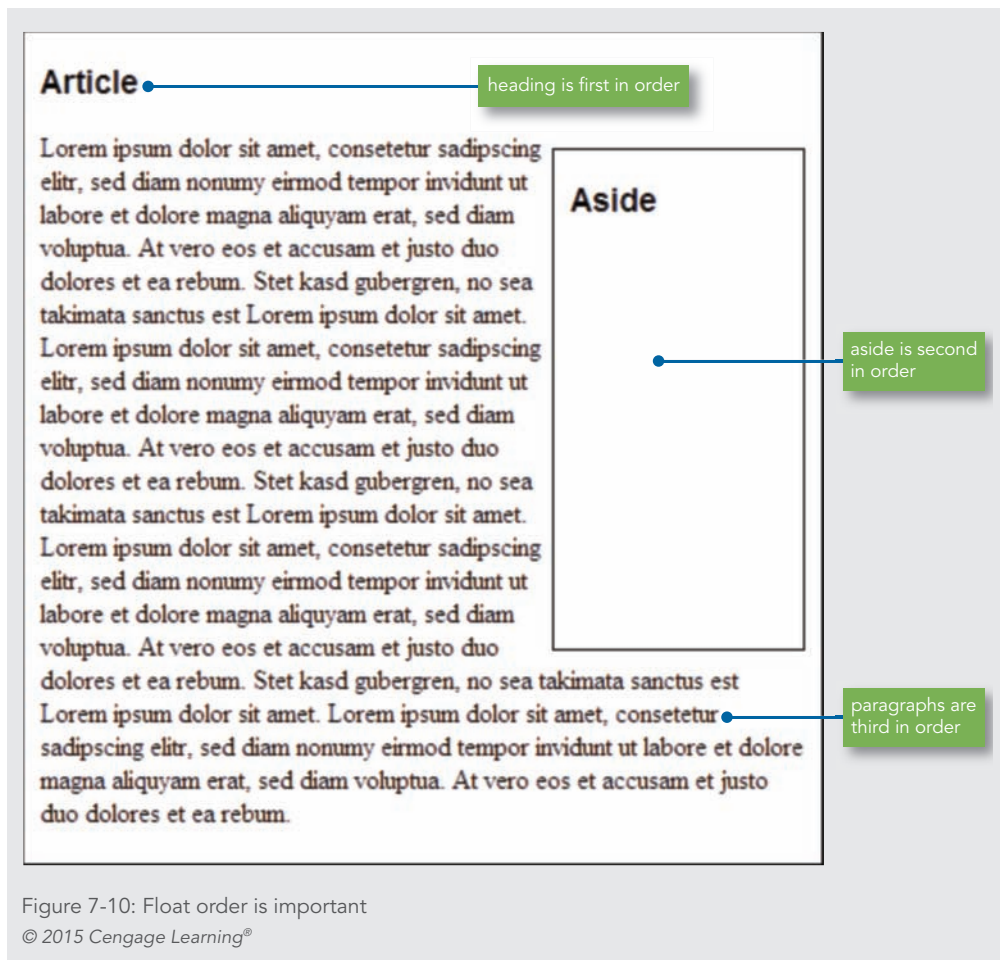 Article
heading is first in order
Lorem ipsum dolor sit amet, consetetur sadipscing
elitr, sed diam nonumy eirmod tempor invidunt ut
labore et dolore magna aliquyam erat, sed diam
voluptua. At vero eos et accusam et justo duo
dolores et ea rebum. Stet kasd gubergren, no sea
takimata sanctus est Lorem ipsum dolor sit amet.
Lorem ipsum dolor sit amet, consetetur sadipscing
elitr, sed diam nonumy eirmod tempor invidunt ut
labore et dolore magna aliquyam erat, sed diam
voluptua. At vero eos et accusam et justo duo
dolores et ea rebum. Stet kasd gubergren, no sea
takimata sanctus est Lorem ipsum dolor sit amet.
Lorem ipsum dolor sit amet, consetetur sadipscing
elitr, sed diam nonumy eirmod tempor invidunt ut
labore et dolore magna aliquyam erat, sed diam
voluptua. At vero eos et accusam et justo duo
dolores et ea rebum. Stet kasd gubergren, no sea takimata sanctus est
Lorem ipsum dolor sit amet. Lorem ipsum dolor sit amet, consetetur
sadipscing elitr, sed diam nonumy eirmod tempor invidunt ut labore et dolore
magna aliquyam erat, sed diam voluptua. At vero eos et accusam et justo
duo dolores et ea rebum.
Aside
aside is second
in order
paragraphs are
third in order
Figure 7-10: Float order is important
© 2015 Cengage Learning®